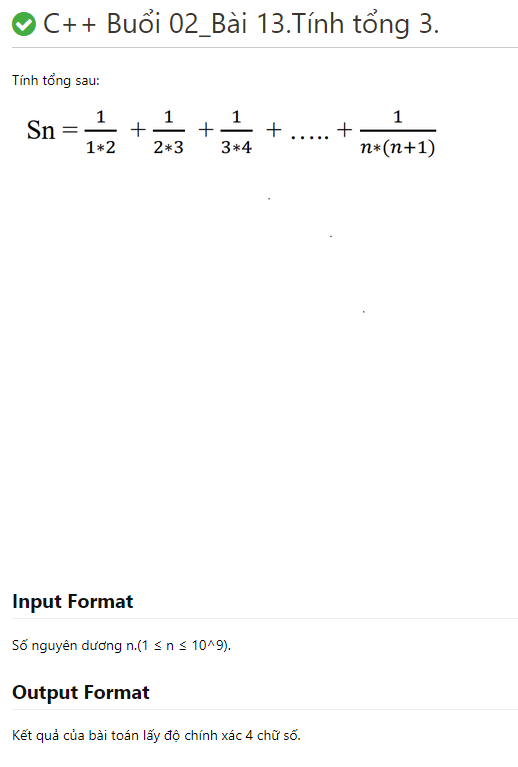 C++ Buổi 02_Bài 13.Tính tổng 3.
Tính tổng sau:
Sn = 1/(1*2) + 1/(2*3) + 1/(3*4) + ..... + 1/(n*(n+1))
Input Format
Số nguyên dương n.(1 ≤ n ≤ 10^9).
Output Format
Kết quả của bài toán lấy độ chính xác 4 chữ số.